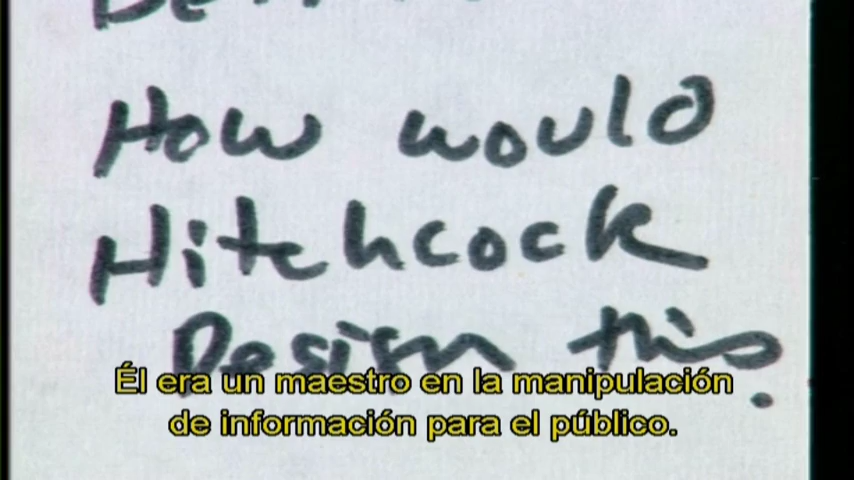 How would
Hitchcock
Design this.
Él era un maestro en la manipulación
de información para el público.